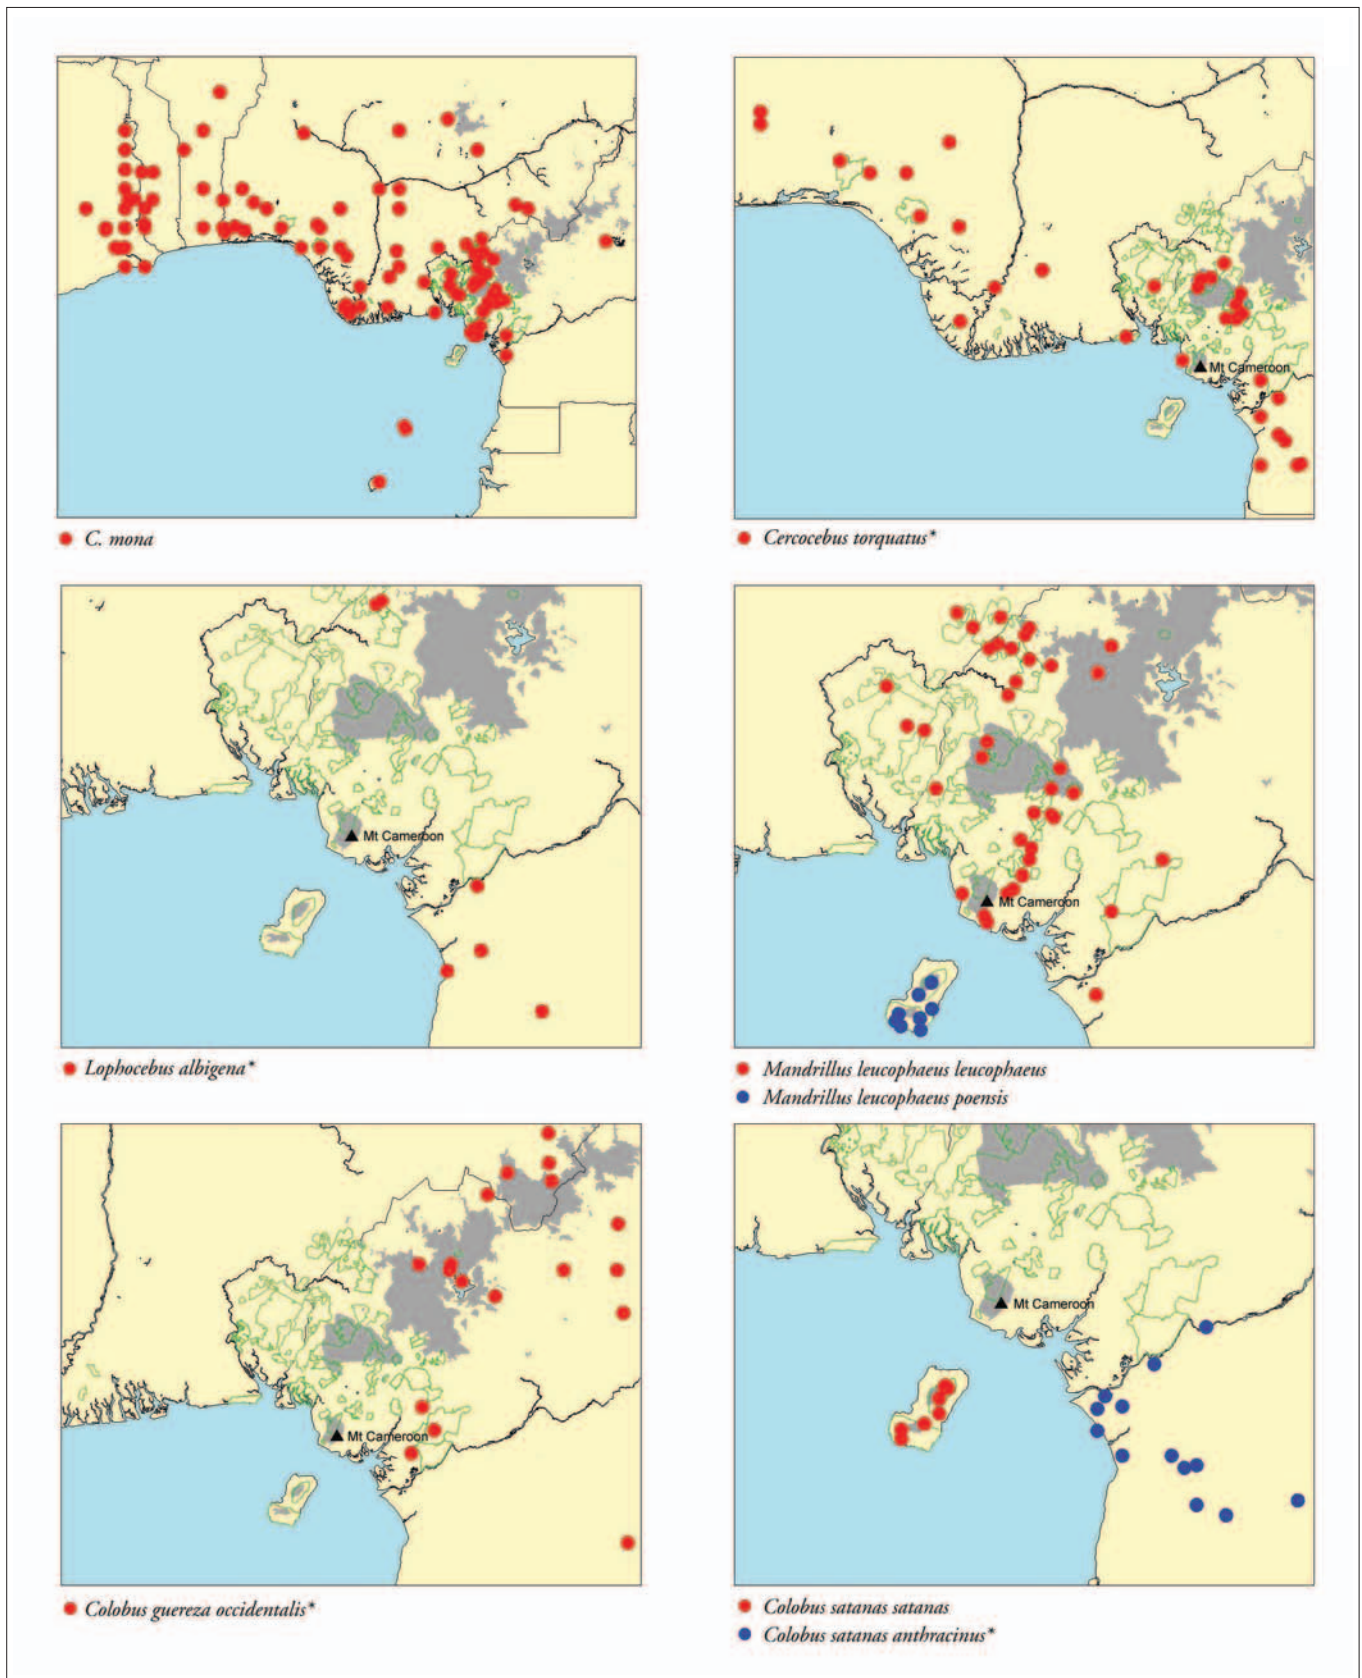 C. mona
Mt Cameroon
Cercocebus torquatus*
Mt Cameroon
Lophocebus albigena*
Mt Cameroon
Mandrillus leucophaeus leucophaeus
Mandrillus leucophaeus poensis
Mt Cameroon
Colobus guereza occidentalis*
Mt Cameroon
Colobus satanas satanas
Colobus satanas anthracinus*